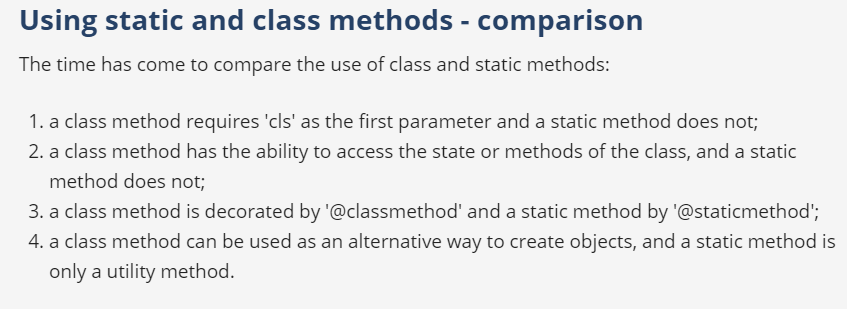 Using static and class methods - comparison
The time has come to compare the use of class and static methods:
1. a class method requires 'cls' as the first parameter and a static method does not;
2. a class method has the ability to access the state or methods of the class, and a static
method does not;
3. a class method is decorated by '@classmethod' and a static method by '@staticmethod';
4. a class method can be used as an alternative way to create objects, and a static method is
only a utility method.